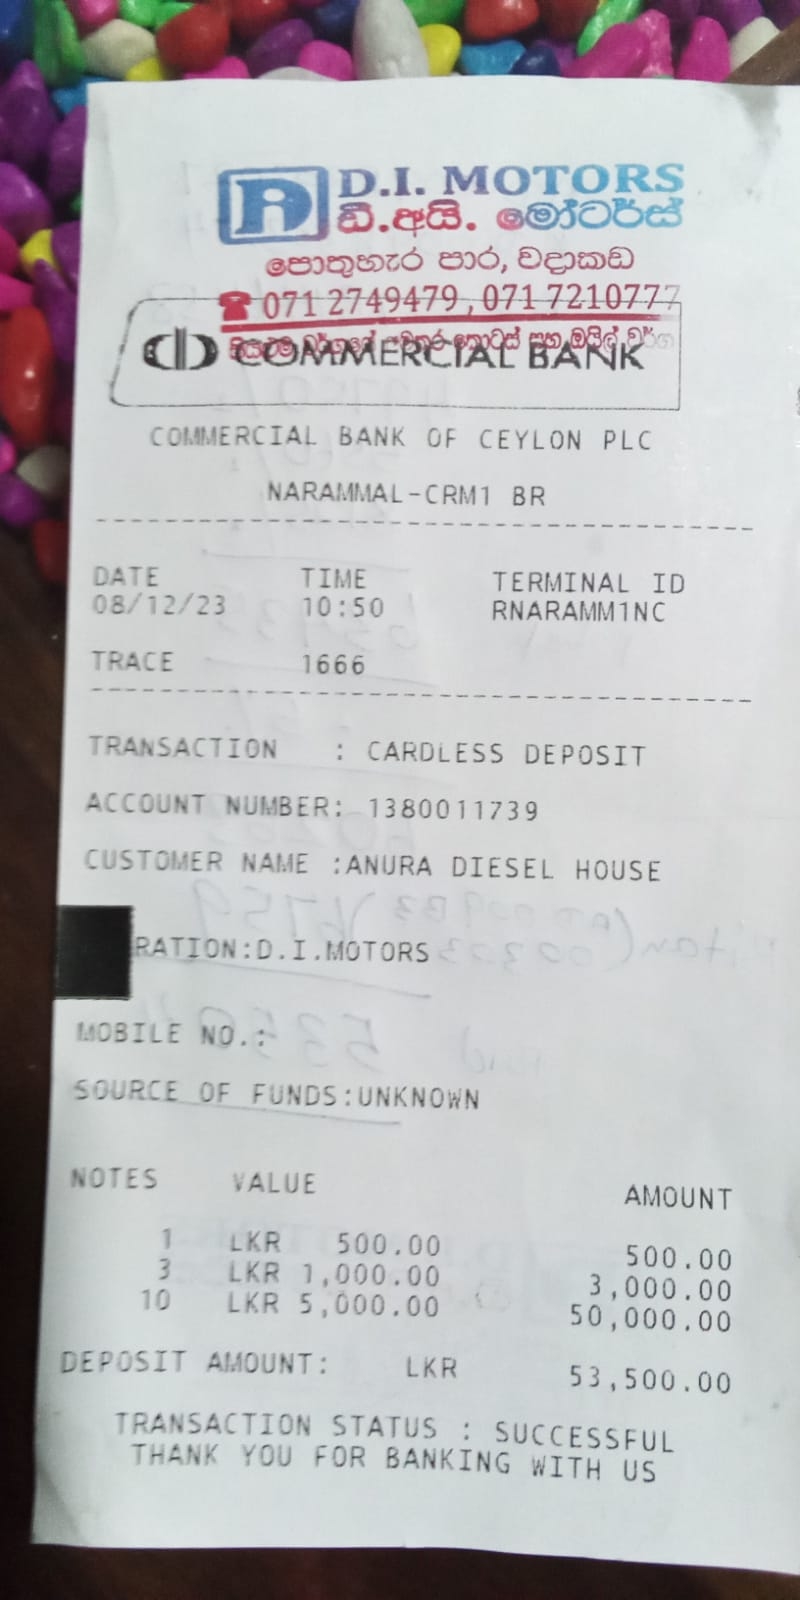 D.I. MOTORS
ඩී.අයි. මෝටර්ස්
පොතුහැර පාර, වදාකඩ
071 2749479 , 071 7210777
COMMERCIAL BANK
COMMERCIAL BANK OF CEYLON PLC
NARAMMAL-CRM1 BR
DATE TIME TERMINAL ID
08/12/23 10:50 RNARAMM1NC
TRACE 1666
TRANSACTION : CARDLESS DEPOSIT
ACCOUNT NUMBER: 1380011739
CUSTOMER NAME :ANURA DIESEL HOUSE
RATION:D.I.MOTORS
MOBILE NO.:
SOURCE OF FUNDS:UNKNOWN
NOTES VALUE AMOUNT
1 LKR 500.00 500.00
3 LKR 1,000.00 3,000.00
10 LKR 5,000.00 50,000.00
DEPOSIT AMOUNT: LKR 53,500.00
TRANSACTION STATUS : SUCCESSFUL
THANK YOU FOR BANKING WITH US